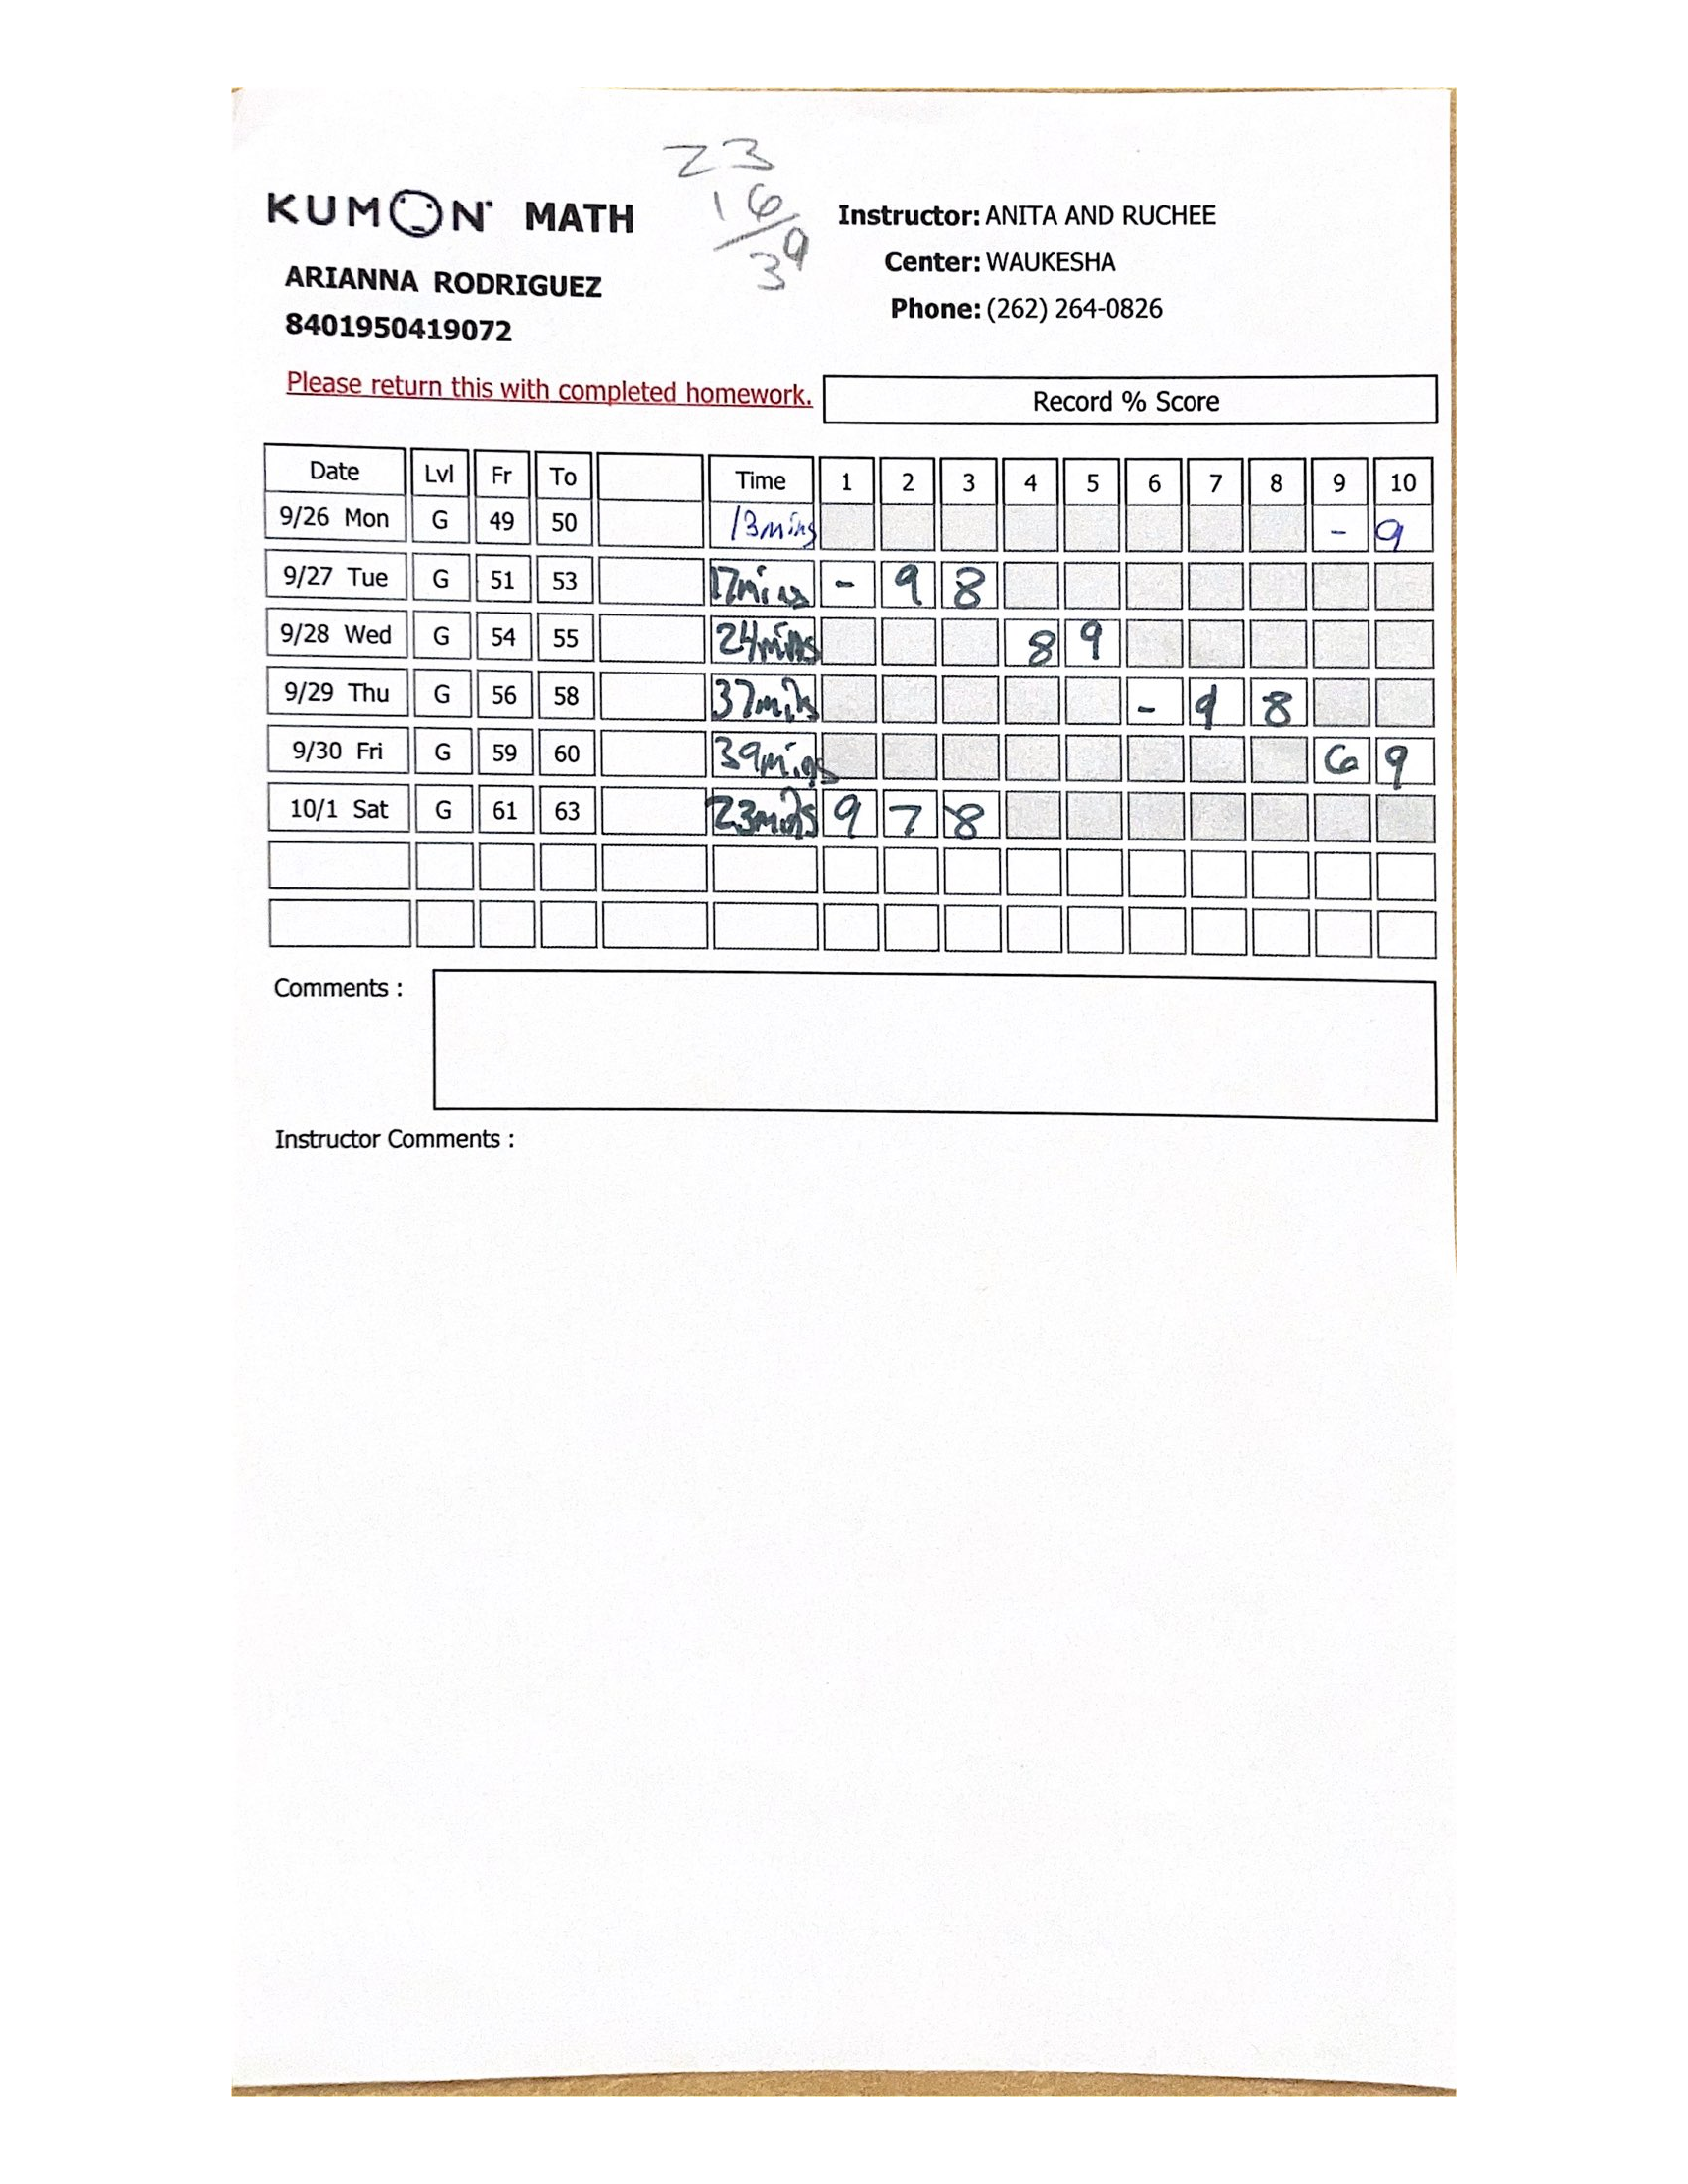 23
16/9
3
KUMON MATH
Instructor: ANITA AND RUCHEE
Center: WAUKESHA
ARIANNA RODRIGUEZ
Phone: (262) 264-0826
8401950419072
Please return this with completed homework.
Record % Score
Date Lvl Fr To Time 1 2 3 4 5 6 7 8 9 10
9/26 Mon G 49 50 13mins - 9
9/27 Tue G 51 53 17mins - 9 8
9/28 Wed G 54 55 24mins 8 9
9/29 Thu G 56 58 37mins - 9 8
9/30 Fri G 59 60 39mins 6 9
10/1 Sat G 61 63 23mins 9 7 8
Comments :
Instructor Comments :